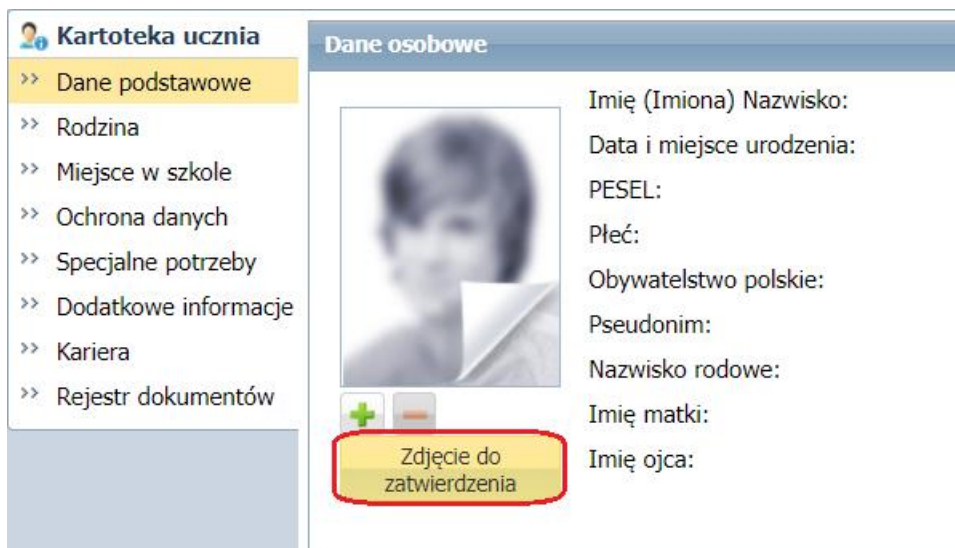 Kartoteka ucznia
>> Dane podstawowe
>> Rodzina
>> Miejsce w szkole
>> Ochrona danych
>> Specjalne potrzeby
>> Dodatkowe informacje
>> Kariera
>> Rejestr dokumentów
Dane osobowe
Imię (Imiona) Nazwisko:
Data i miejsce urodzenia:
PESEL:
Płeć:
Obywatelstwo polskie:
Pseudonim:
Nazwisko rodowe:
Imię matki:
Imię ojca:
Zdjęcie do
zatwierdzenia